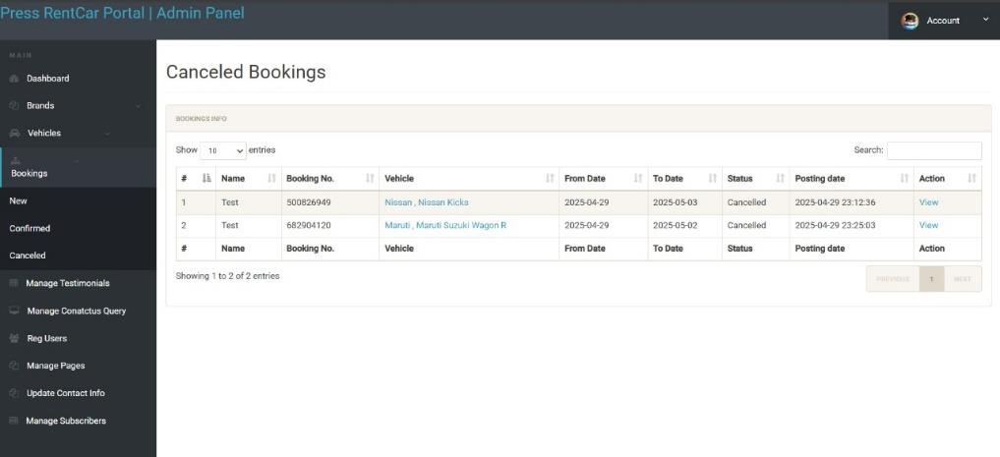 Press RentCar Portal | Admin Panel
Account
MAIN
Dashboard
Brands
Vehicles
Bookings
New
Confirmed
Canceled
Manage Testimonials
Manage Conatctus Query
Reg Users
Manage Pages
Update Contact Info
Manage Subscribers
Canceled Bookings
BOOKINGS INFO
Show 10 entries
Search:
# Name Booking No. Vehicle From Date To Date Status Posting date Action
1 Test 500826949 Nissan , Nissan Kicks 2025-04-29 2025-05-03 Cancelled 2025-04-29 23:12:36 View
2 Test 682904120 Maruti , Maruti Suzuki Wagon R 2025-04-29 2025-05-02 Cancelled 2025-04-29 23:25:03 View
# Name Booking No. Vehicle From Date To Date Status Posting date Action
Showing 1 to 2 of 2 entries
PREVIOUS 1 NEXT